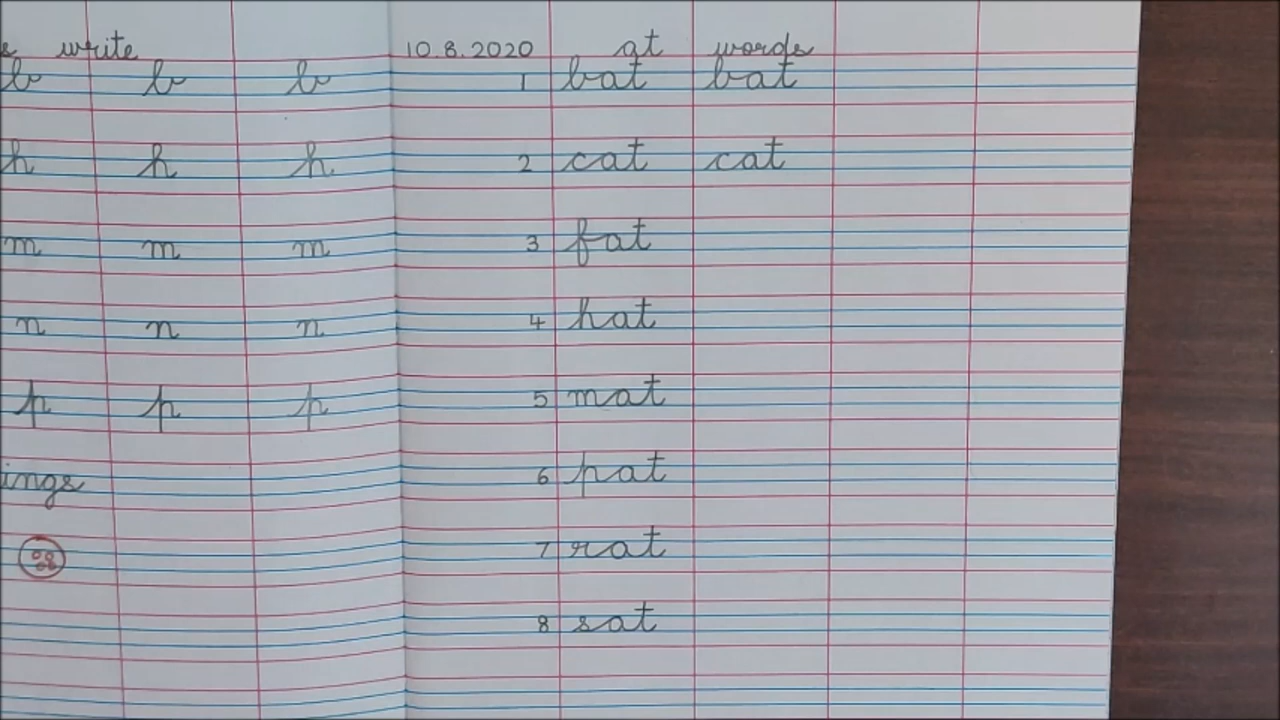 write
b b b
h h h
m m m
n n n
p p p
ings
10.8.2020 at words
1 bat bat
2 cat cat
3 fat
4 hat
5 mat
6 pat
7 rat
8 sat